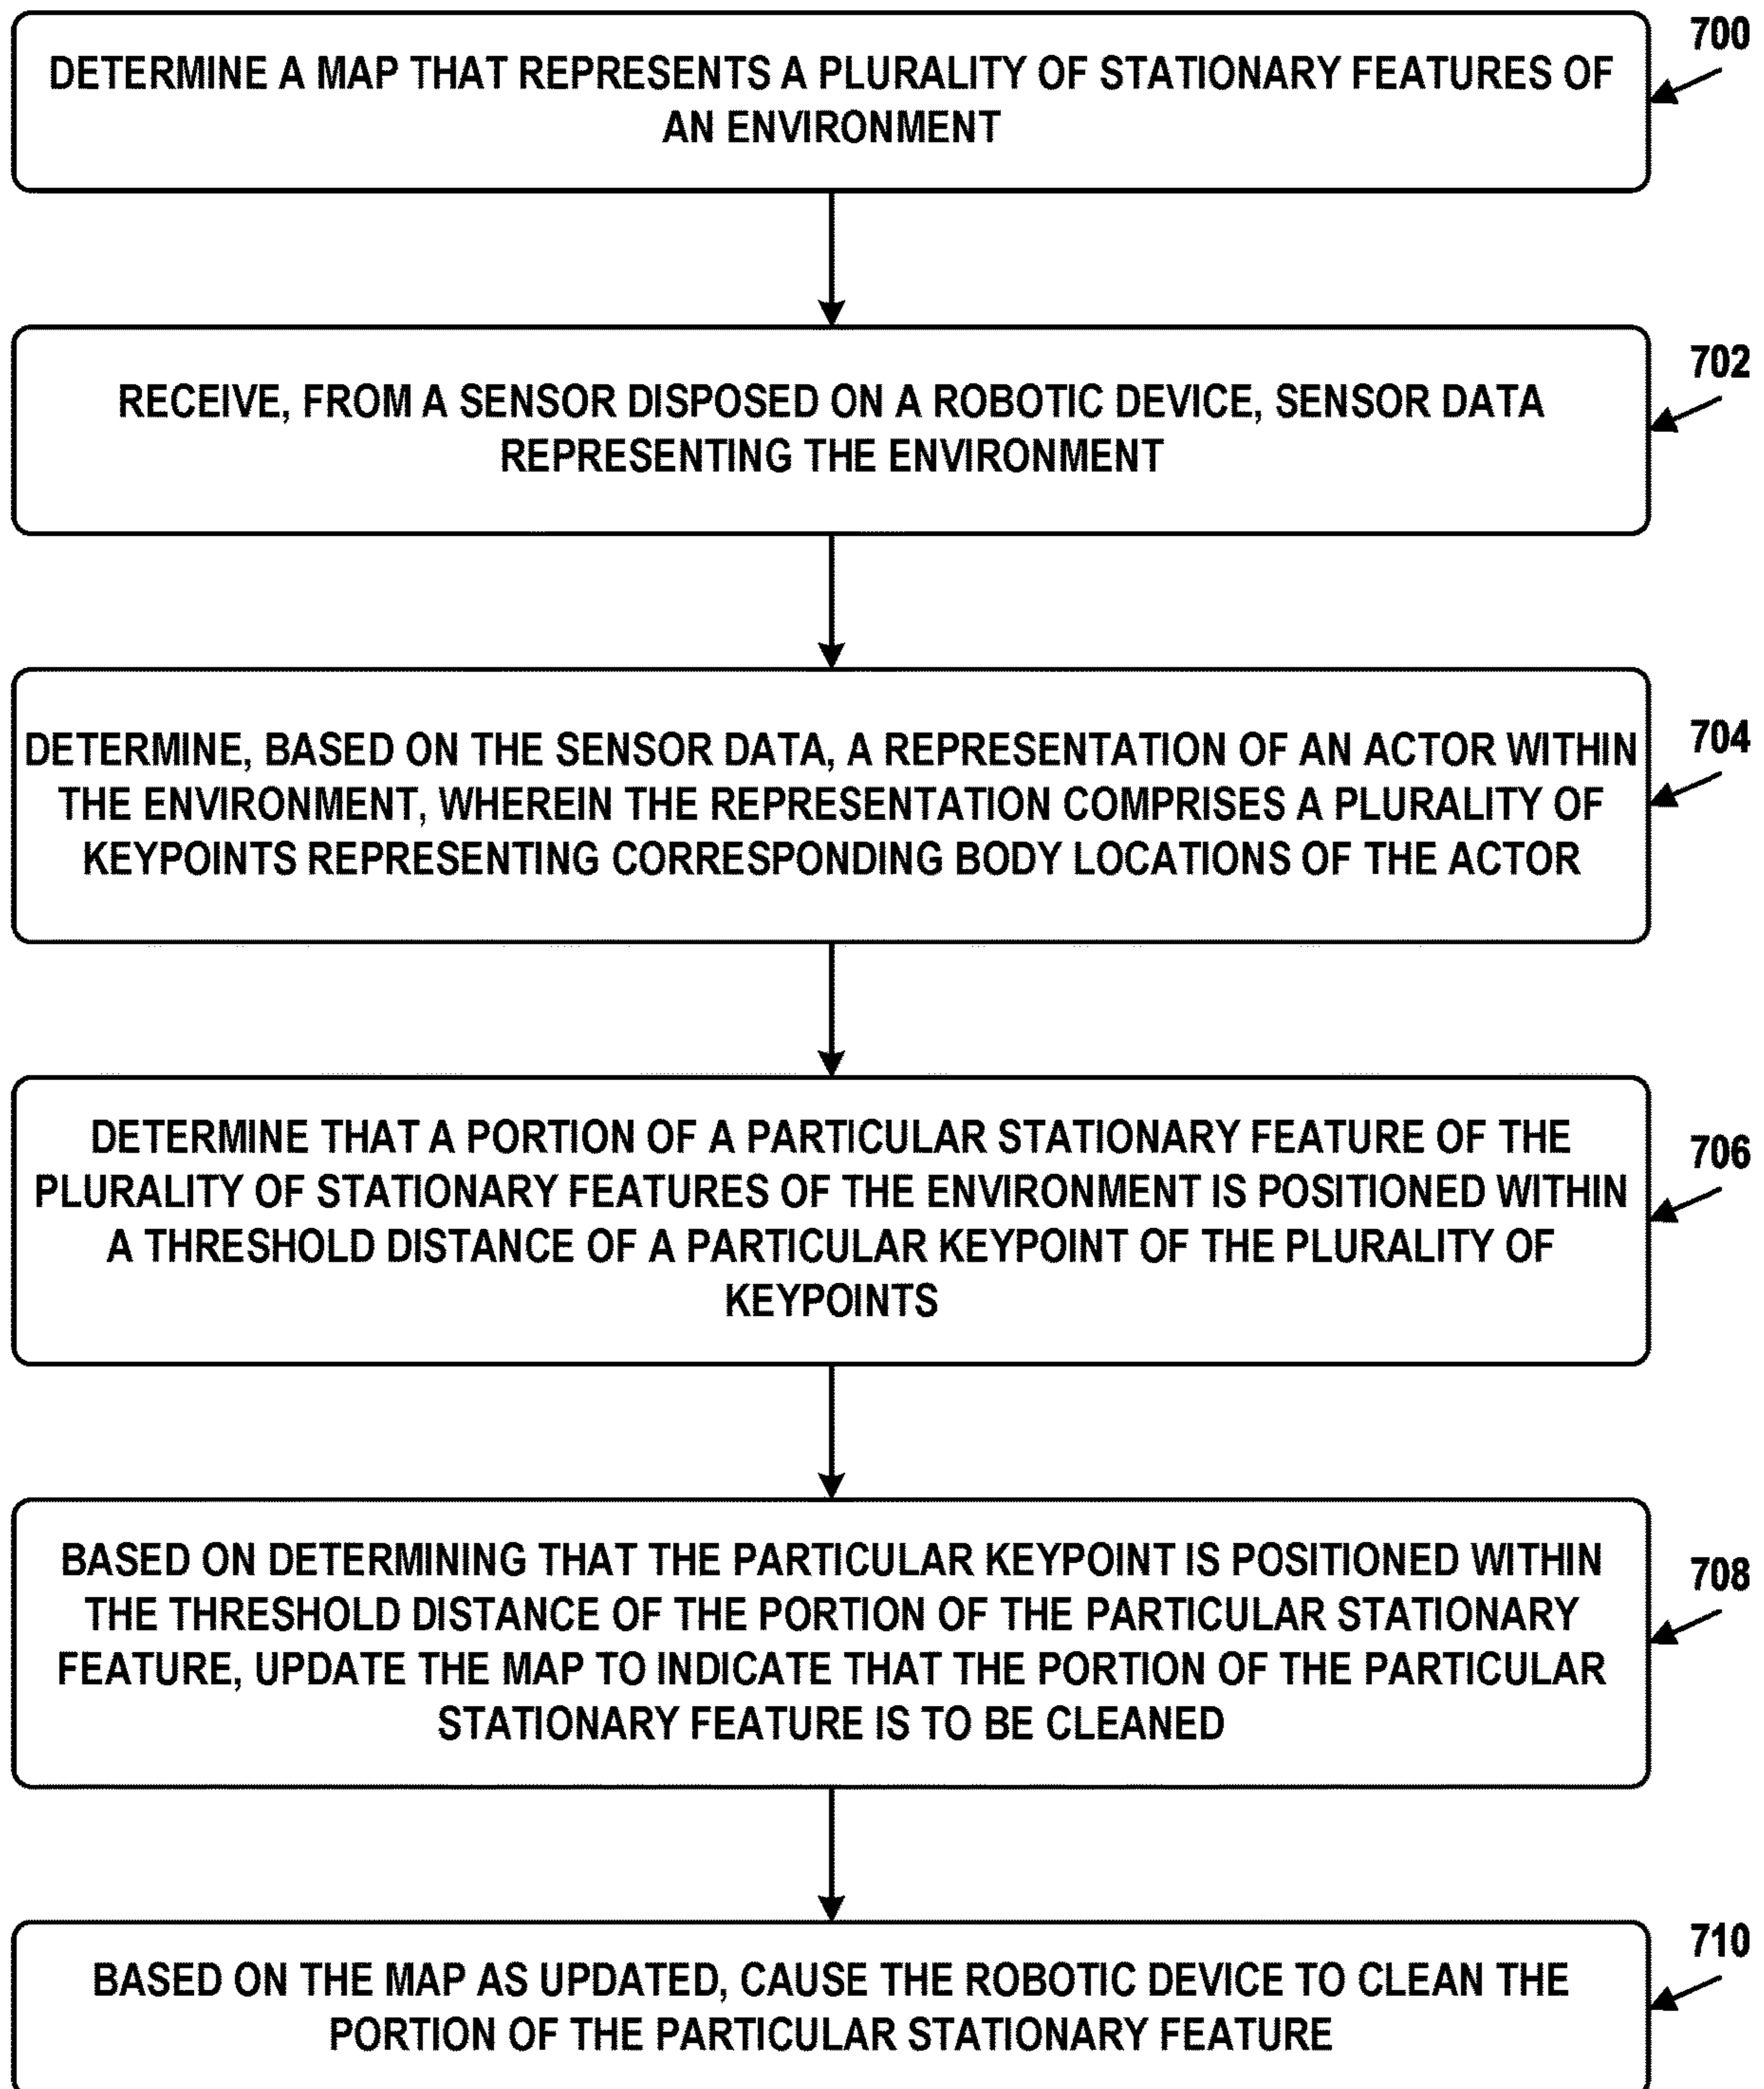 700
DETERMINE A MAP THAT REPRESENTS A PLURALITY OF STATIONARY FEATURES OF
AN ENVIRONMENT
702
RECEIVE, FROM A SENSOR DISPOSED ON A ROBOTIC DEVICE, SENSOR DATA
REPRESENTING THE ENVIRONMENT
704
DETERMINE, BASED ON THE SENSOR DATA, A REPRESENTATION OF AN ACTOR WITHIN
THE ENVIRONMENT, WHEREIN THE REPRESENTATION COMPRISES A PLURALITY OF
KEYPOINTS REPRESENTING CORRESPONDING BODY LOCATIONS OF THE ACTOR
706
DETERMINE THAT A PORTION OF A PARTICULAR STATIONARY FEATURE OF THE
PLURALITY OF STATIONARY FEATURES OF THE ENVIRONMENT IS POSITIONED WITHIN
A THRESHOLD DISTANCE OF A PARTICULAR KEYPOINT OF THE PLURALITY OF
KEYPOINTS
708
BASED ON DETERMINING THAT THE PARTICULAR KEYPOINT IS POSITIONED WITHIN
THE THRESHOLD DISTANCE OF THE PORTION OF THE PARTICULAR STATIONARY
FEATURE, UPDATE THE MAP TO INDICATE THAT THE PORTION OF THE PARTICULAR
STATIONARY FEATURE IS TO BE CLEANED
710
BASED ON THE MAP AS UPDATED, CAUSE THE ROBOTIC DEVICE TO CLEAN THE
PORTION OF THE PARTICULAR STATIONARY FEATURE